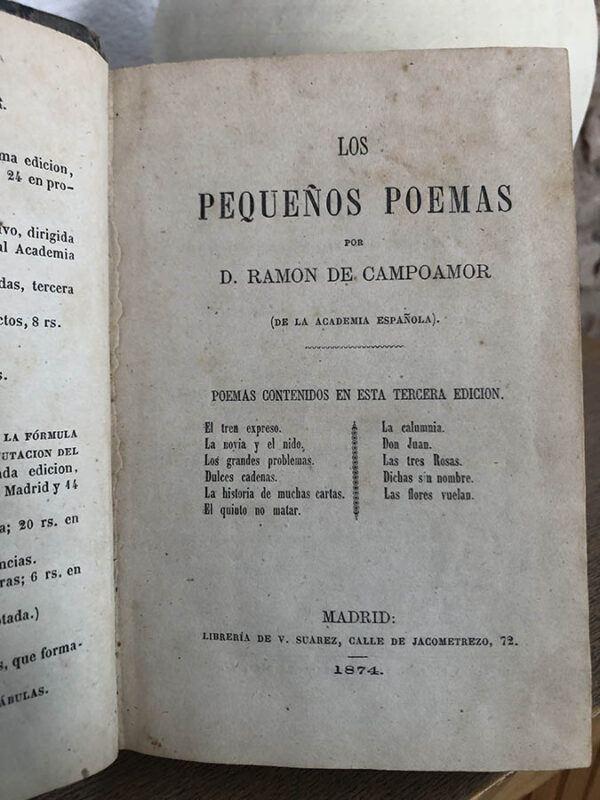 R.
ma edicion,
24 en pro-
ivo, dirigida
al Academia
das, tercera
ctos, 8 rs.
s.
LA FÓRMULA
UTACION DEL
nda edicion,
Madrid y 14
a; 20 rs. en
ncias.
ras; 6 rs. en
otada.)
s, que forma-
ÁBULAS.
LOS
PEQUEÑOS POEMAS
POR
D. RAMON DE CAMPOAMOR
(DE LA ACADEMIA ESPAÑOLA).
POEMAS CONTENIDOS EN ESTA TERCERA EDICION.
El tren expreso.
La novia y el nido.
Los grandes problemas.
Dulces cadenas.
La historia de muchas cartas.
El quinto no matar.
La calumnia.
Don Juan.
Las tres Rosas.
Dichas sin nombre.
Las flores vuelan.
MADRID:
LIBRERÍA DE V. SUAREZ, CALLE DE JACOMETREZO, 72.
1874.